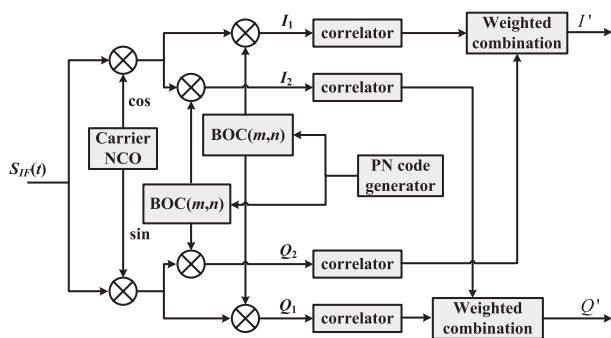 I₁
correlator
Weighted
combination
I'
cos
I₂
correlator
Carrier
NCO
BOC(m,n)
S_IF(t)
PN code
generator
BOC(m,n)
sin
Q₂
correlator
Q₁
correlator
Weighted
combination
Q'